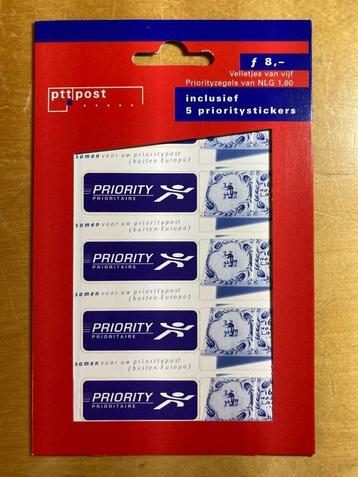 ƒ 8,–
Velletjes van vijf
Priorityzegels van NLG 1,60
inclusief
5 prioritystickers
ptt post
samen voor uw prioritypost
(buiten Europa)
PRIORITY
PRIORITAIRE
samen voor uw prioritypost
(buiten Europa)
PRIORITY
PRIORITAIRE
samen voor uw prioritypost
(buiten Europa)
PRIORITY
PRIORITAIRE
samen voor uw prioritypost
(buiten Europa)
PRIORITY
PRIORITAIRE